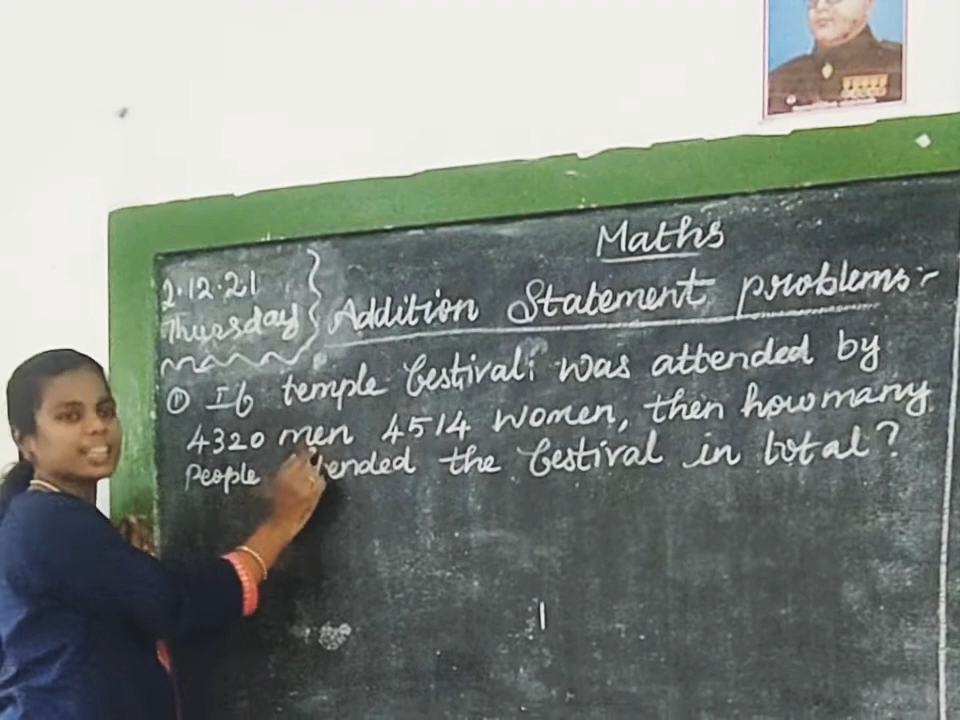 Maths
2.12.21
Thursday
Addition Statement problems:-
① If temple festival: was attended by
4320 men 4514 women, then how many
People attended the festival in total?